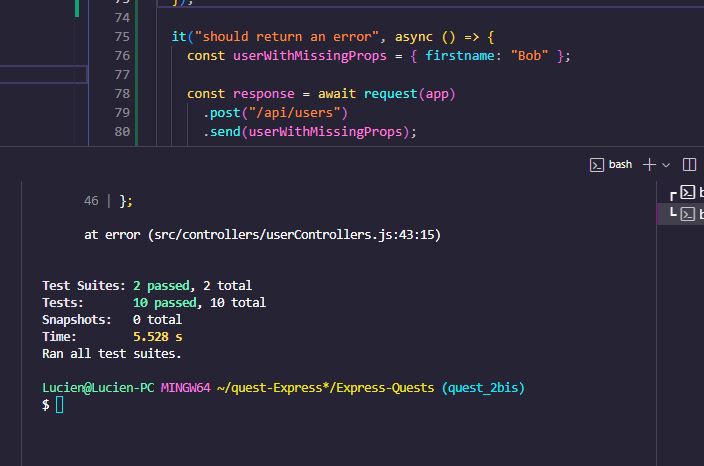 73 });
74
75 it("should return an error", async () => {
76 const userWithMissingProps = { firstname: "Bob" };
77
78 const response = await request(app)
79 .post("/api/users")
80 .send(userWithMissingProps);
bash
46 | };
b
b
at error (src/controllers/userControllers.js:43:15)
Test Suites: 2 passed, 2 total
Tests: 10 passed, 10 total
Snapshots: 0 total
Time: 5.528 s
Ran all test suites.
Lucien@Lucien-PC MINGW64 ~/quest-Express*/Express-Quests (quest_2bis)
$